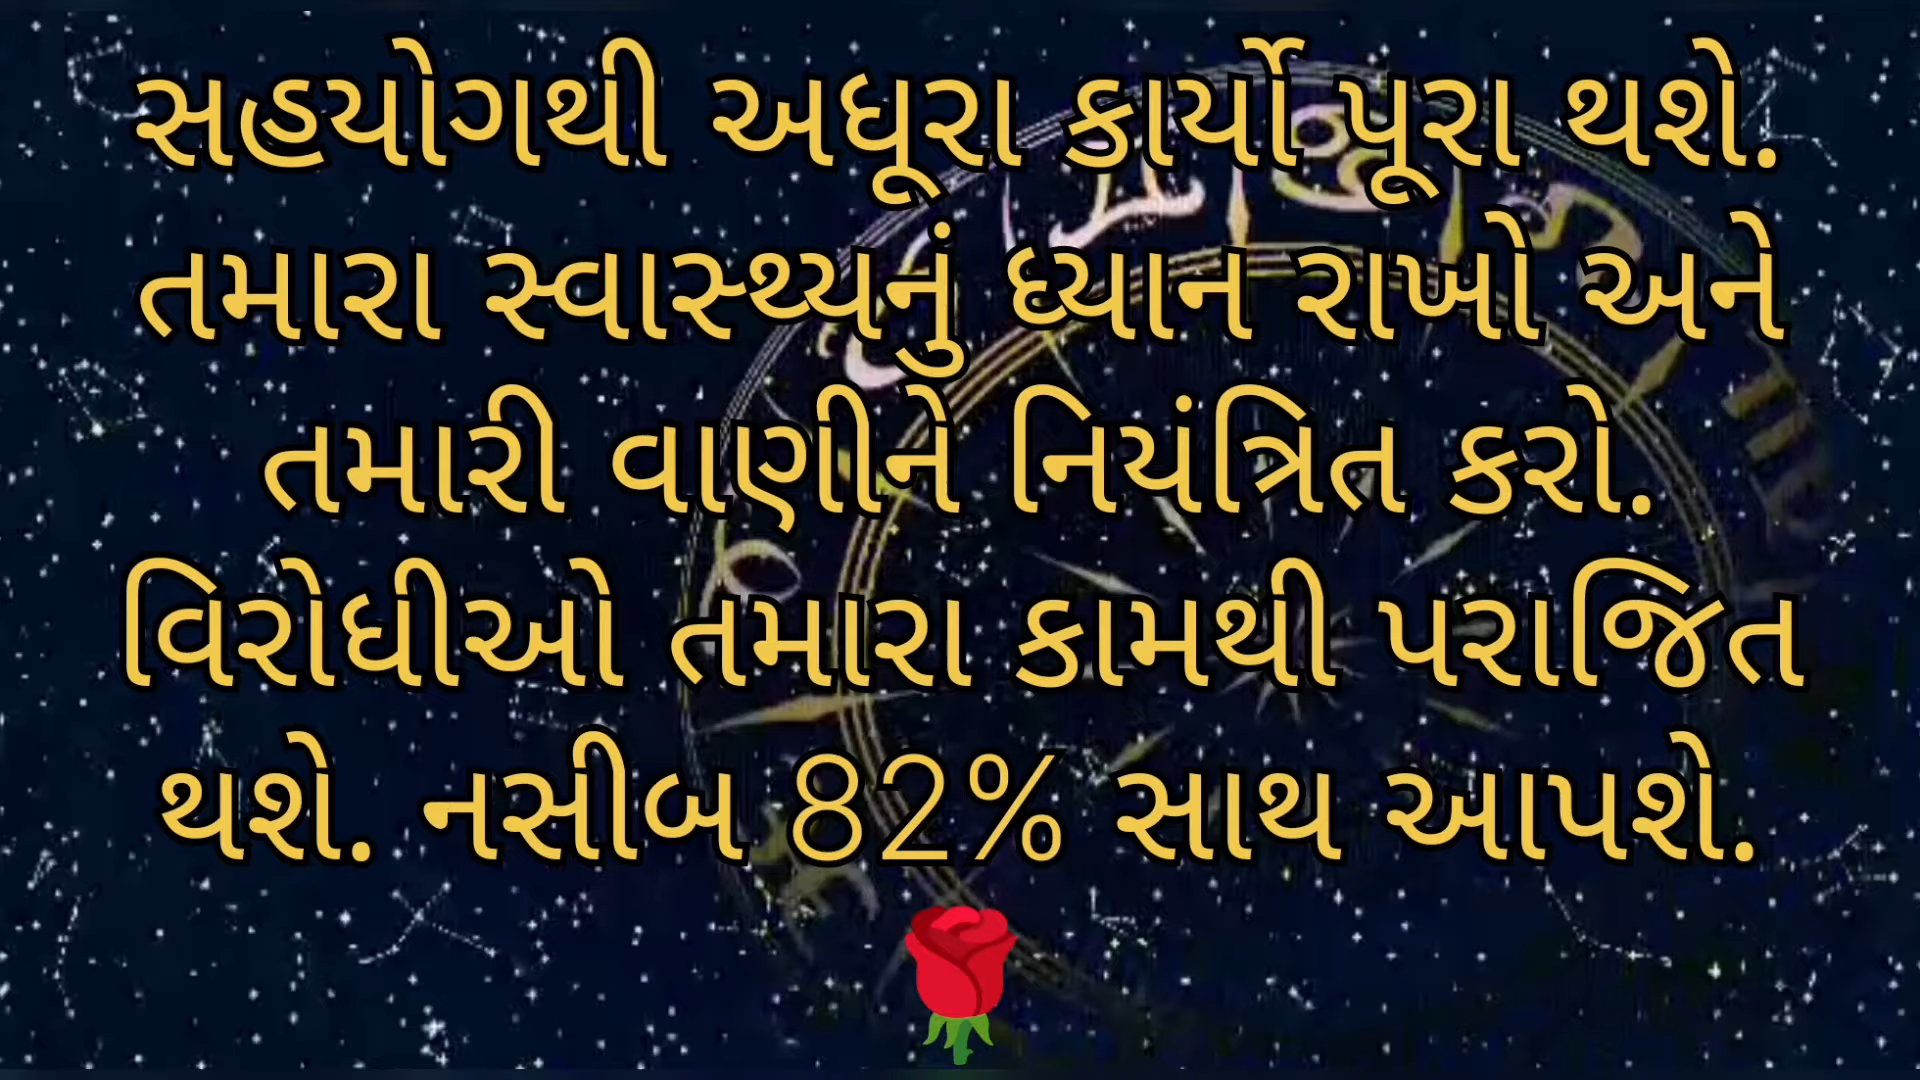 સહયોગથી અધૂરા કાર્યો પૂરા થશે.
તમારા સ્વાસ્થ્યનું ધ્યાન રાખો અને
તમારી વાણીને નિયંત્રિત કરો.
વિરોધીઓ તમારા કામથી પરાજિત
થશે. નસીબ 82% સાથ આપશે.